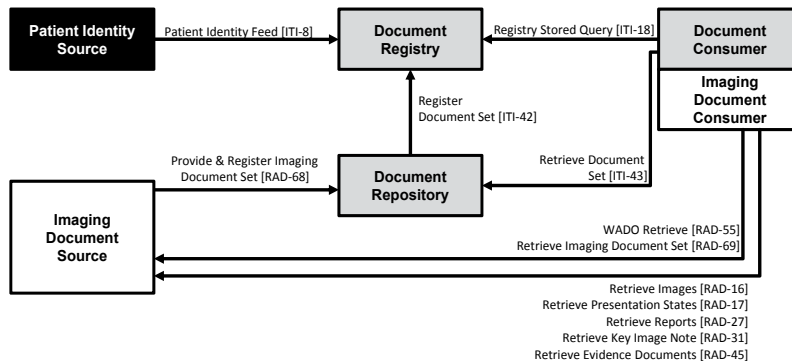 Patient Identity
Source
Patient Identity Feed [ITI-8]
Document
Registry
Registry Stored Query [ITI-18]
Document
Consumer
Imaging
Document
Consumer
Register
Document Set [ITI-42]
Provide & Register Imaging
Document Set [RAD-68]
Document
Repository
Retrieve Document
Set [ITI-43]
Imaging
Document
Source
WADO Retrieve [RAD-55]
Retrieve Imaging Document Set [RAD-69]
Retrieve Images [RAD-16]
Retrieve Presentation States [RAD-17]
Retrieve Reports [RAD-27]
Retrieve Key Image Note [RAD-31]
Retrieve Evidence Documents [RAD-45]